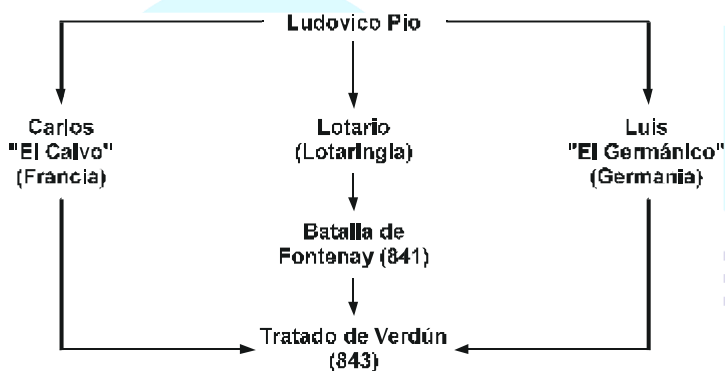 Ludovico Pio
Carlos
"El Calvo"
(Francia)
Lotario
(Lotaringia)
Luis
"El Germánico"
(Germania)
Batalla de
Fontenay (841)
Tratado de Verdún
(843)